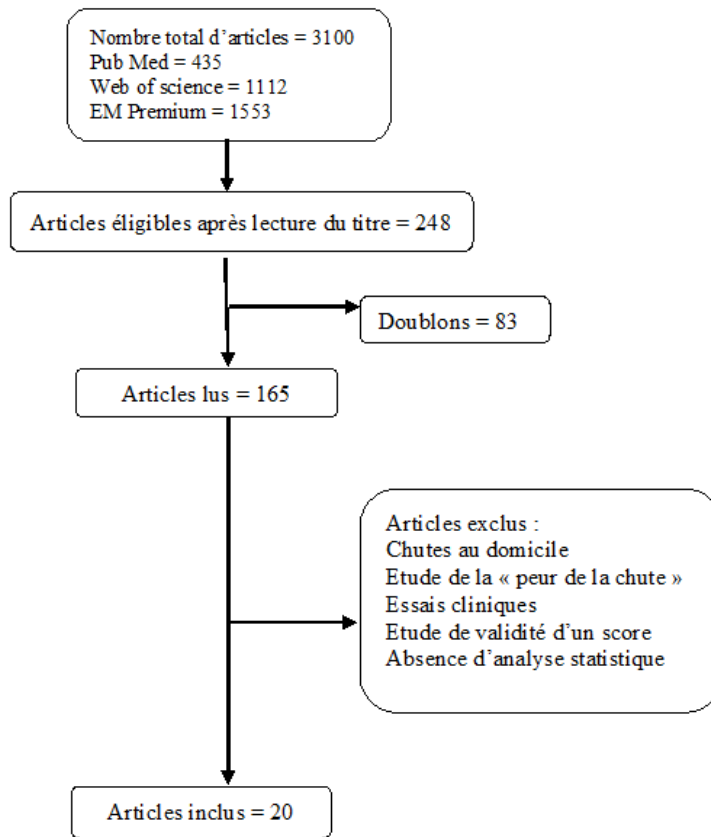 Nombre total d’articles = 3100
Pub Med = 435
Web of science = 1112
EM Premium = 1553
Articles éligibles après lecture du titre = 248
Doublons = 83
Articles lus = 165
Articles exclus :
Chutes au domicile
Etude de la « peur de la chute »
Essais cliniques
Etude de validité d’un score
Absence d’analyse statistique
Articles inclus = 20